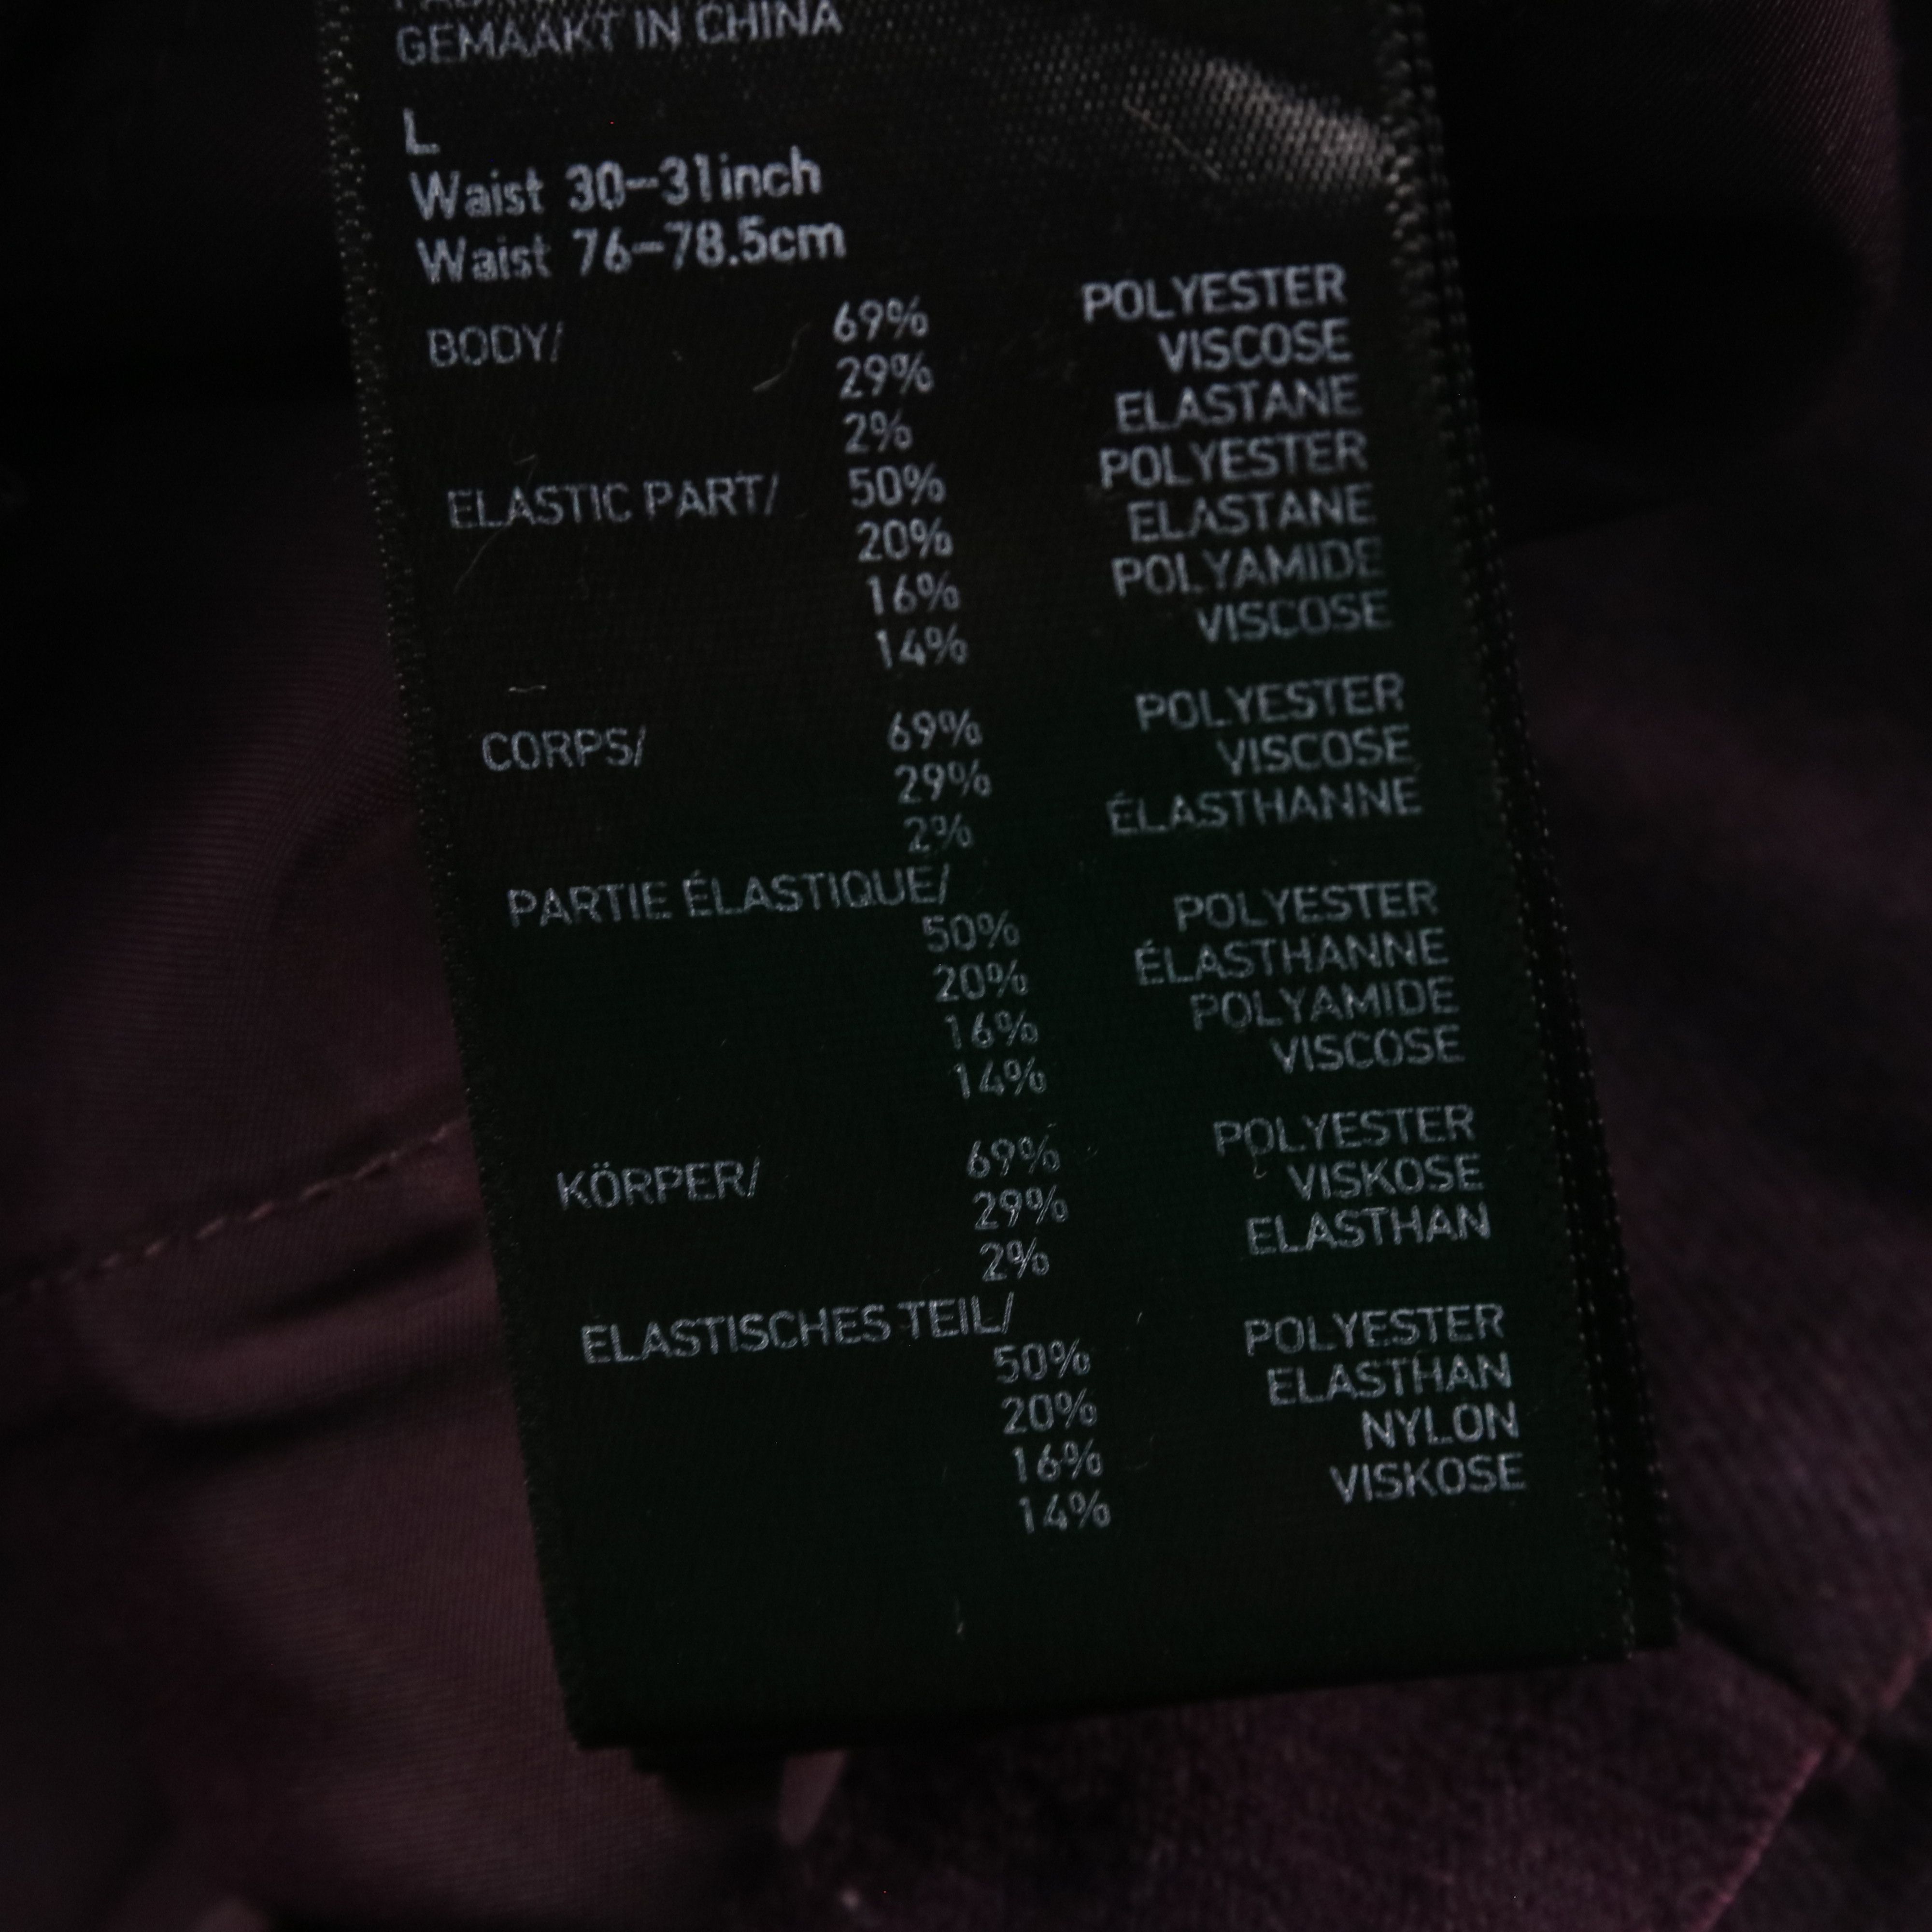 GEMAAKT IN CHINA
L
Waist 30-31inch
Waist 76-78.5cm
BODY/ 69% POLYESTER
29% VISCOSE
2% ELASTANE
ELASTIC PART/ 50% POLYESTER
20% ELASTANE
16% POLYAMIDE
14% VISCOSE
CORPS/ 69% POLYESTER
29% VISCOSE
2% ÉLASTHANNE
PARTIE ÉLASTIQUE/
50% POLYESTER
20% ÉLASTHANNE
16% POLYAMIDE
14% VISCOSE
KÖRPER/ 69% POLYESTER
29% VISKOSE
2% ELASTHAN
ELASTISCHES TEIL/
50% POLYESTER
20% ELASTHAN
16% NYLON
14% VISKOSE